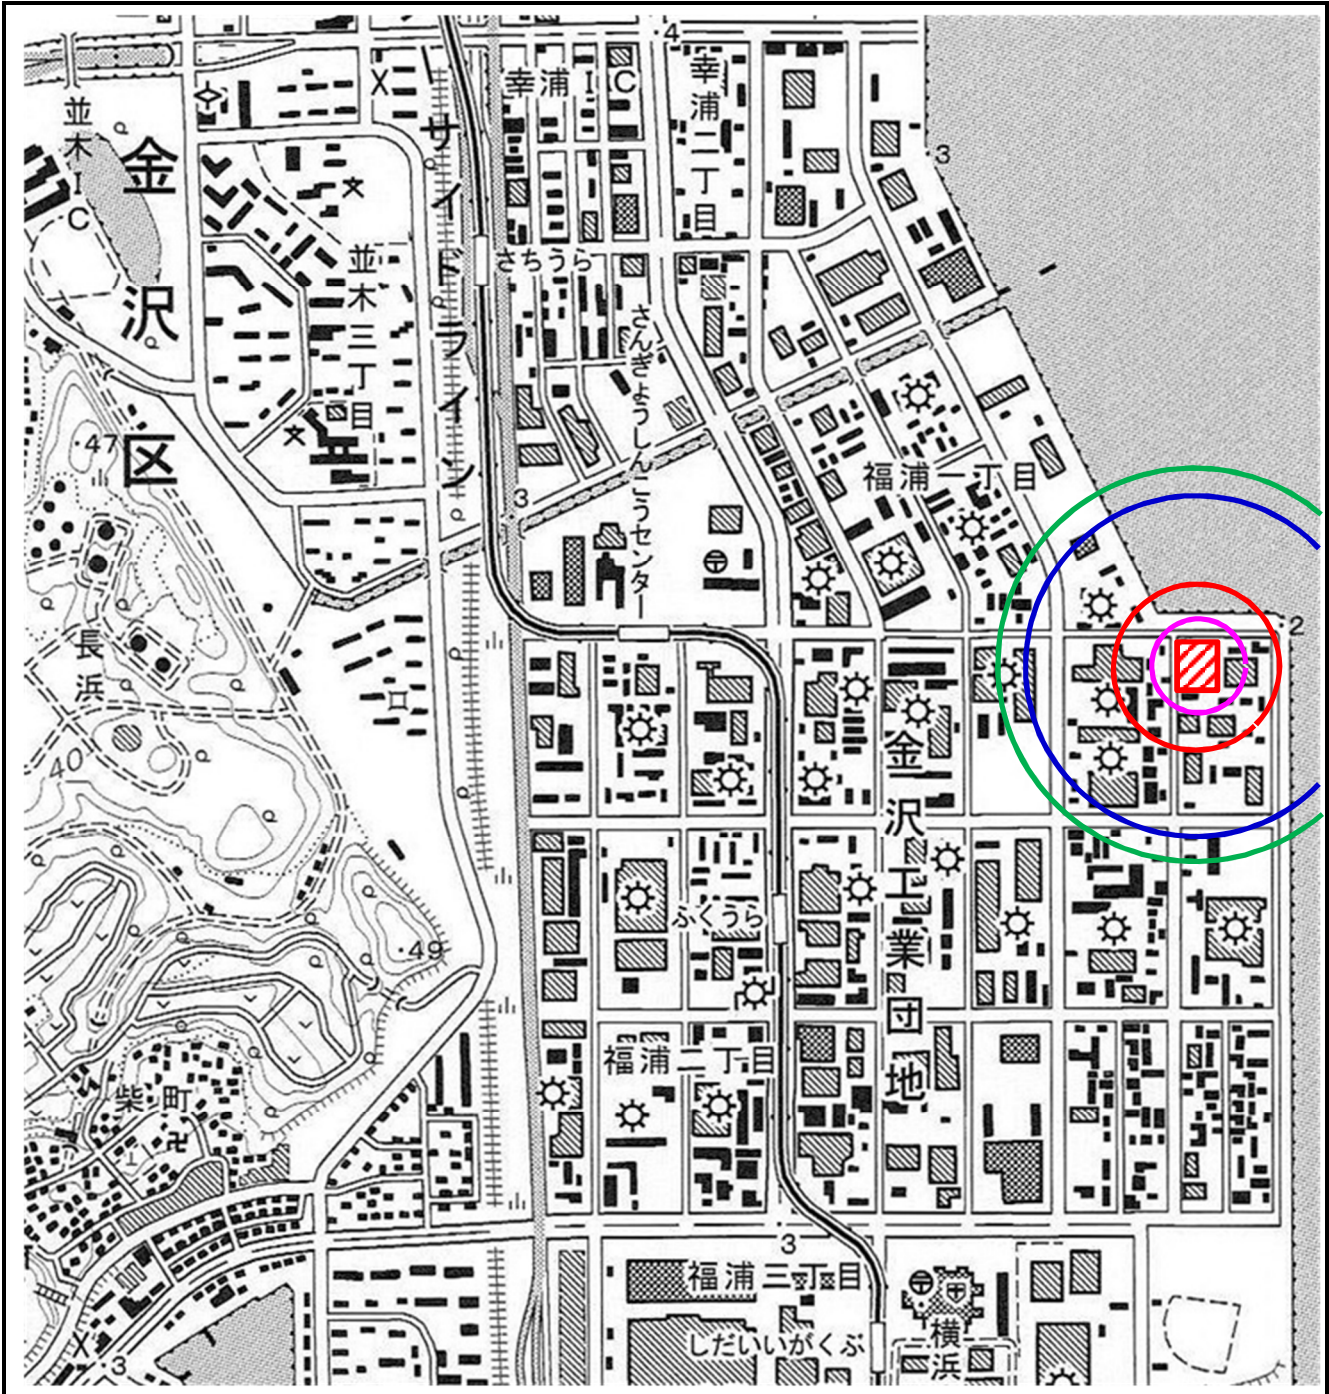 4
幸浦IC
幸浦二丁目
並木IC
金沢区
サイドライン
3
並木三丁目
さちうら
さんぎょうしんこうセンター
47
福浦一丁目
3
2
長浜
40
金沢工業団地
ふくうら
49
福浦二丁目
柴町
3
福浦三丁目
しだいいがくぶ
横浜
3